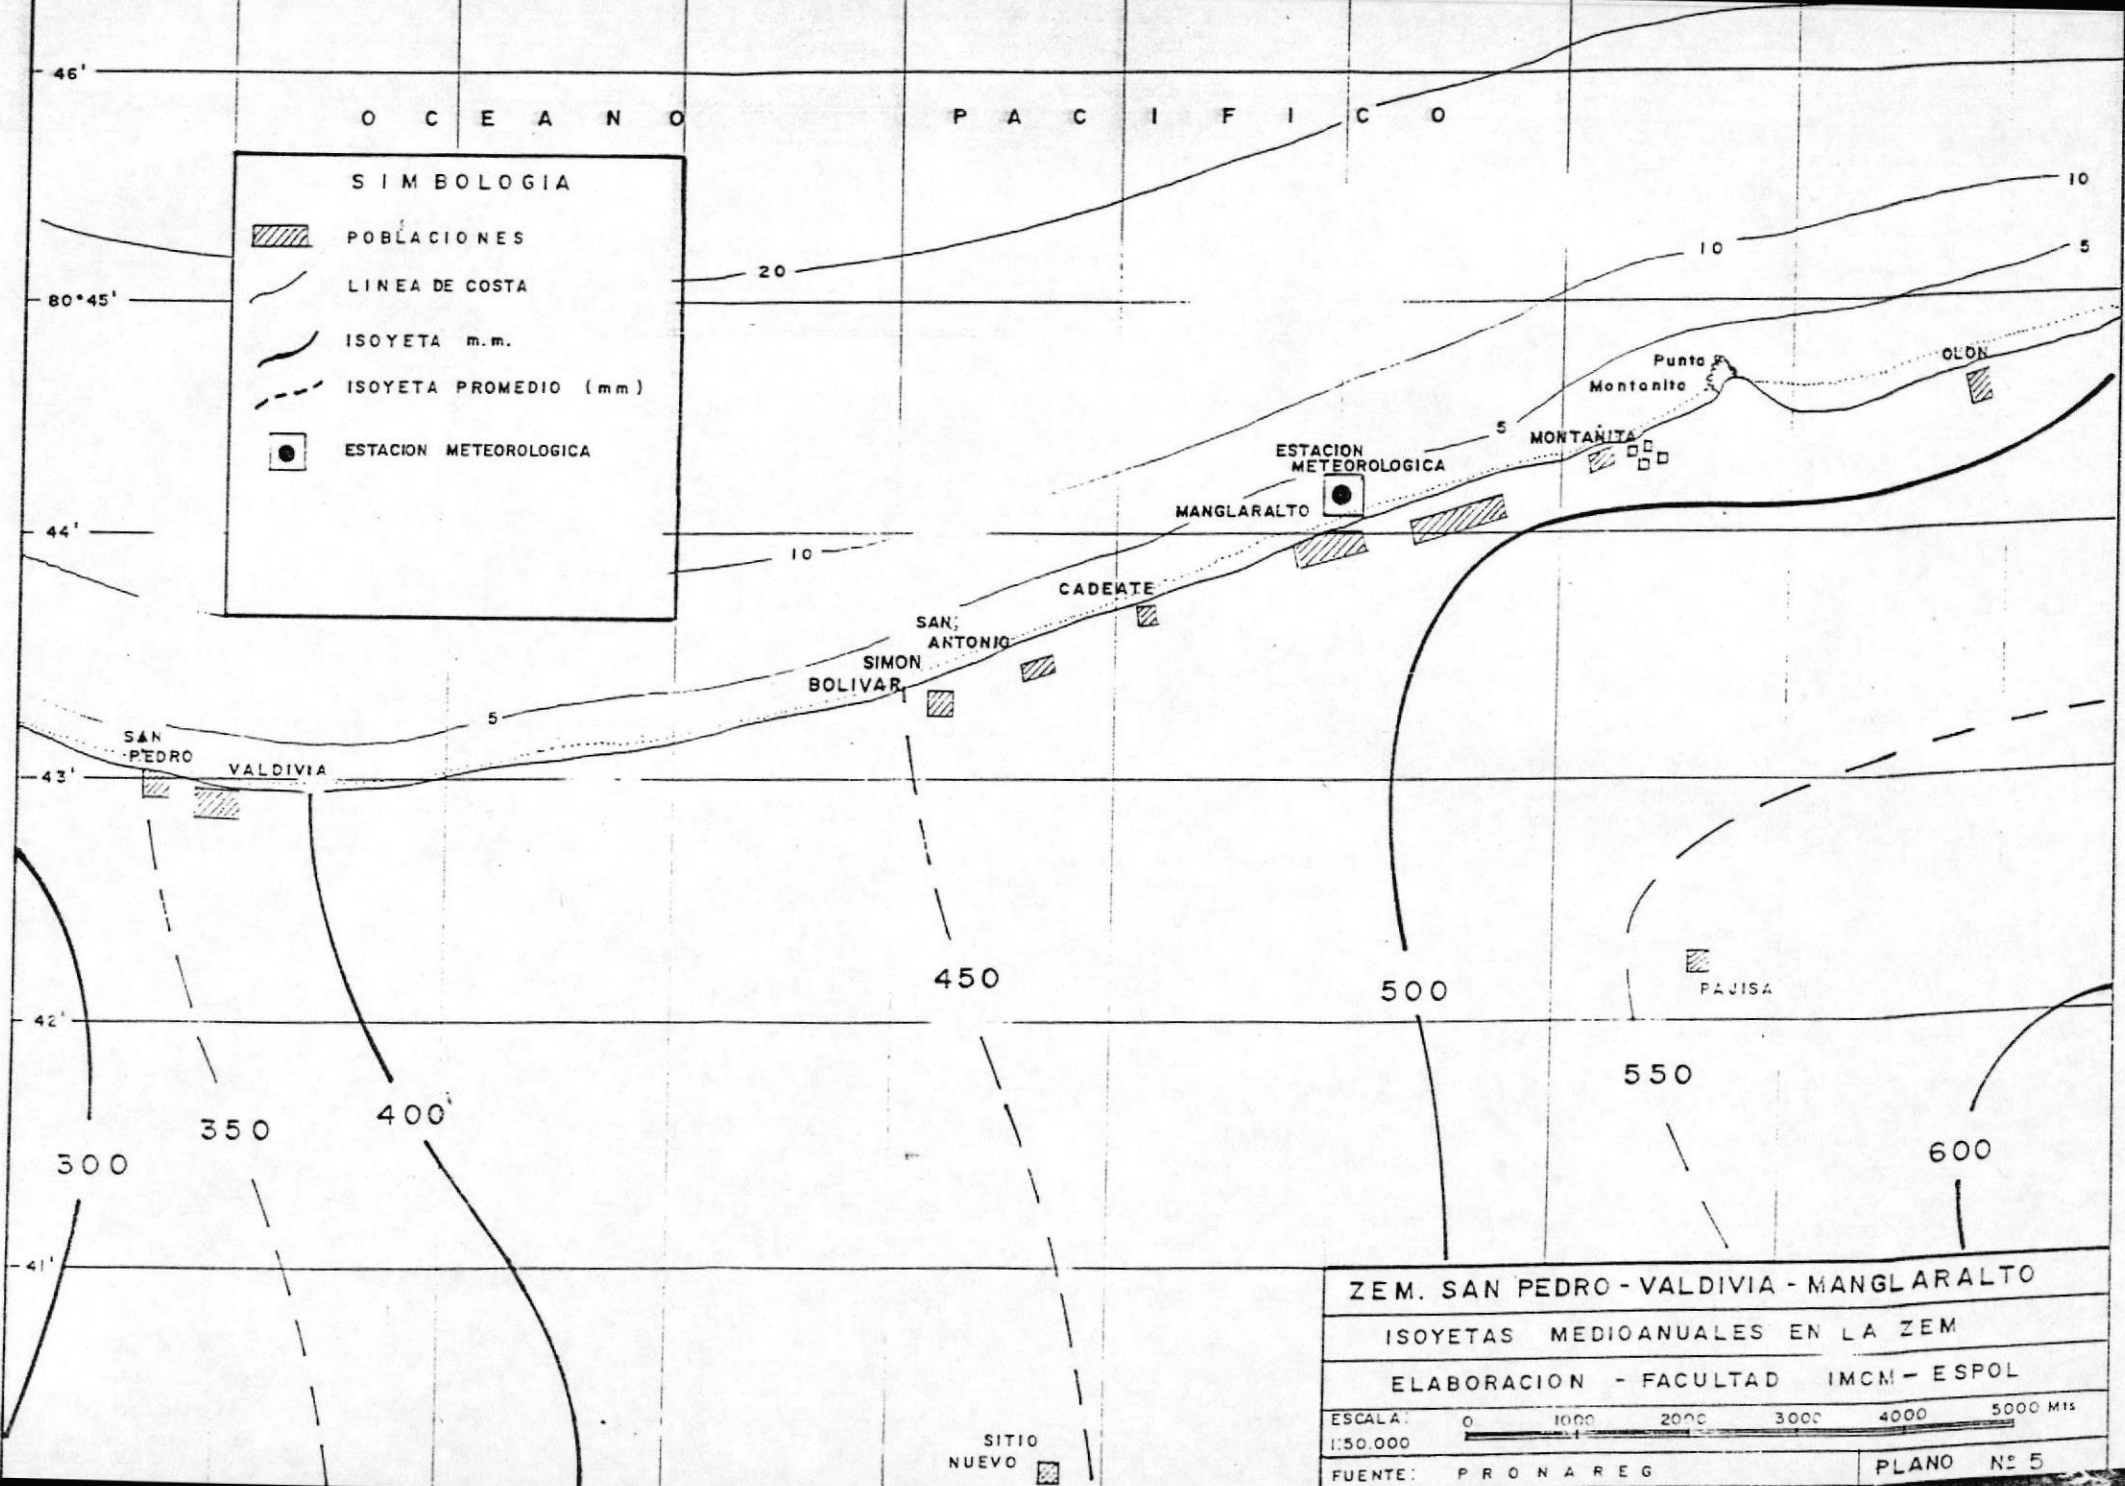 46'
OCEANO PACIFICO
SIMBOLOGIA
POBLACIONES
LINEA DE COSTA
ISOYETA m.m.
ISOYETA PROMEDIO (mm)
ESTACION METEOROLOGICA
80°45'
20
10
10
5
Punta
Montanita
OLON
5
MONTAÑITA
ESTACION
METEOROLOGICA
MANGLARALTO
44'
10
CADEATE
SAN
ANTONIO
SIMON
BOLIVAR
5
SAN
PEDRO
VALDIVIA
43'
450
500
PAJISA
42'
550
400
350
300
600
41'
SITIO
NUEVO
ZEM. SAN PEDRO - VALDIVIA - MANGLARALTO
ISOYETAS MEDIOANUALES EN LA ZEM
ELABORACION - FACULTAD IMCM - ESPOL
ESCALA: 0 1000 2000 3000 4000 5000 Mts
1:50.000
FUENTE: PRONAREG
PLANO Nº 5